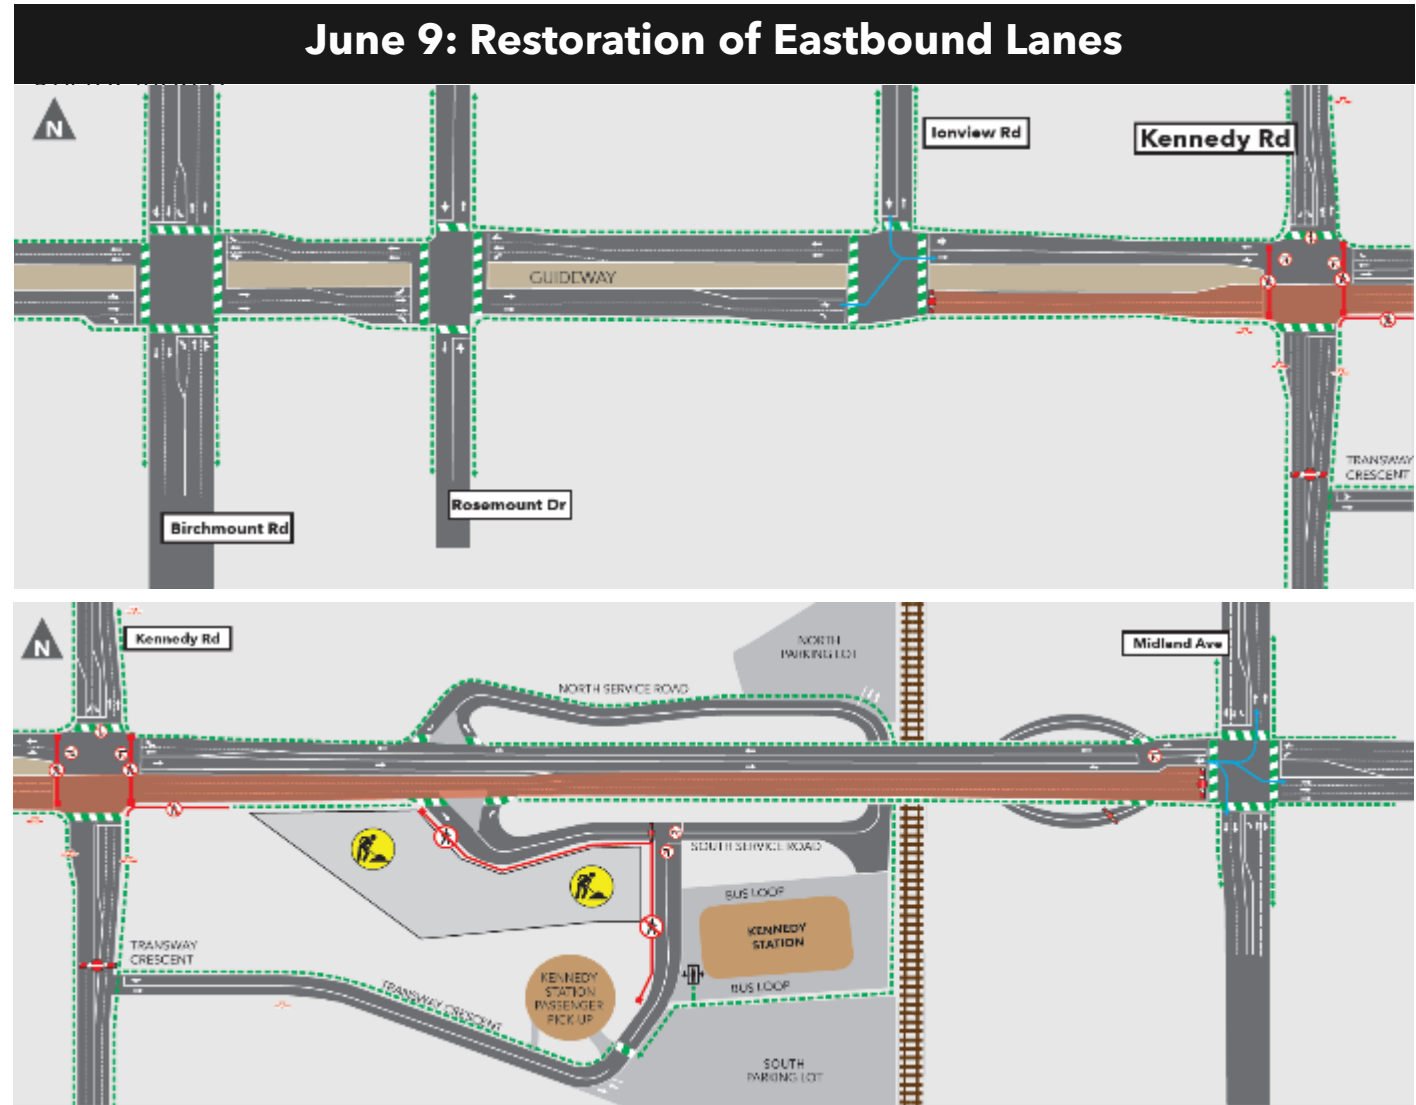 June 9: Restoration of Eastbound Lanes
N
Ionview Rd
Kennedy Rd
GUIDEWAY
TRANSWAY
CRESCENT
Rosemount Dr
Birchmount Rd
N
Kennedy Rd
NORTH
PARKING LOT
Midland Ave
NORTH SERVICE ROAD
SOUTH SERVICE ROAD
BUS LOOP
KENNEDY
STATION
TRANSWAY
CRESCENT
TRANSWAY CRESCENT
KENNEDY
STATION
PASSENGER
PICK UP
BUS LOOP
SOUTH
PARKING LOT